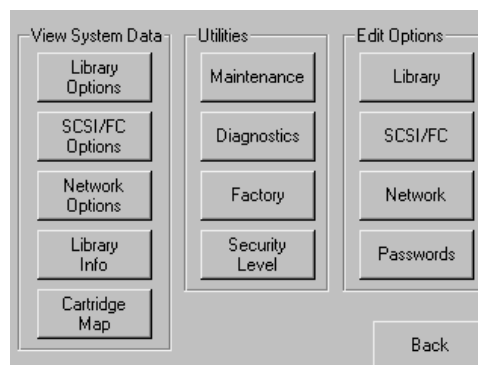 View System Data
Library
Options
SCSI/FC
Options
Network
Options
Library
Info
Cartridge
Map
Utilities
Maintenance
Diagnostics
Factory
Security
Level
Edit Options
Library
SCSI/FC
Network
Passwords
Back